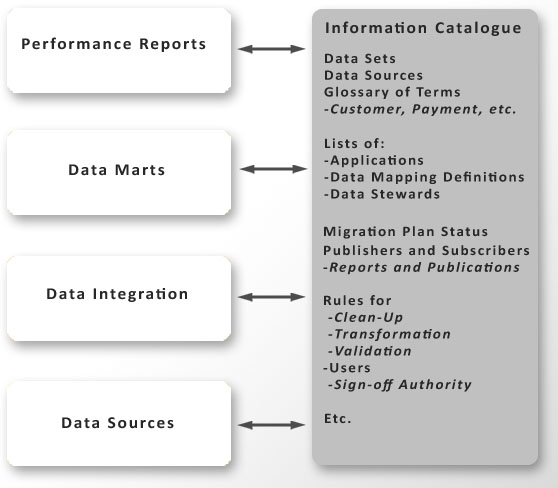 Performance Reports
Data Marts
Data Integration
Data Sources
Information Catalogue
Data Sets
Data Sources
Glossary of Terms
-Customer, Payment, etc.
Lists of:
-Applications
-Data Mapping Definitions
-Data Stewards
Migration Plan Status
Publishers and Subscribers
-Reports and Publications
Rules for
-Clean-Up
-Transformation
-Validation
-Users
-Sign-off Authority
Etc.